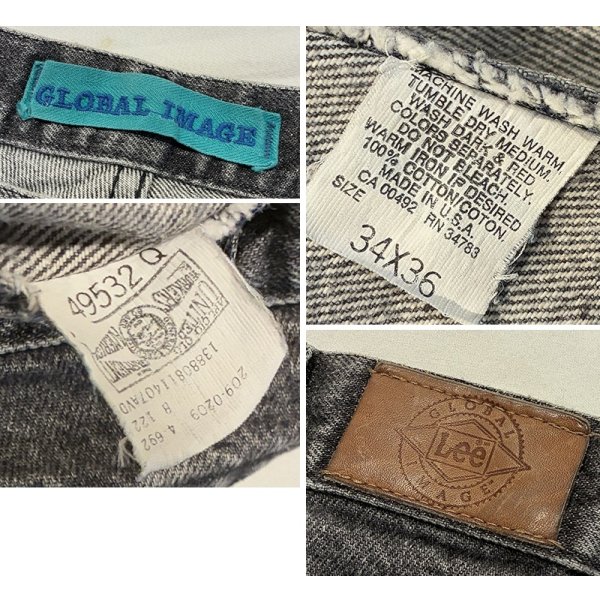 GLOBAL IMAGE
MACHINE WASH WARM
TUMBLE DRY MEDIUM.
WASH DARK &
COLORS SEPARATELY.
DO NOT BLEACH.
WARM IRON IF DESIRED
100% COTTON/COTON.
MADE IN U.S.A.
CA 00492 RN 34783
SIZE
34X36
49532 Q
209-0209
8 122
4 692
GLOBAL
Lee
IMAGE